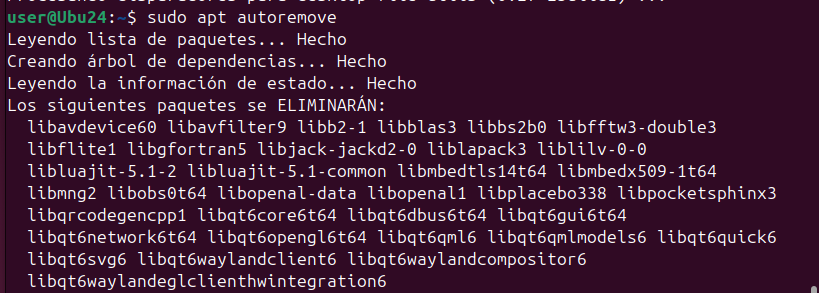 user@Ubu24:~$ sudo apt autoremove
Leyendo lista de paquetes... Hecho
Creando árbol de dependencias... Hecho
Leyendo la información de estado... Hecho
Los siguientes paquetes se ELIMINARÁN:
libavdevice60 libavfilter9 libb2-1 libblas3 libbs2b0 libfftw3-double3
libflite1 libgfortran5 libjack-jackd2-0 liblapack3 liblilv-0-0
libluajit-5.1-2 libluajit-5.1-common libmbedtls14t64 libmbedx509-1t64
libmng2 libobs0t64 libopenal-data libopenal1 libplacebo338 libpocketsphinx3
libqrcodegencpp1 libqt6core6t64 libqt6dbus6t64 libqt6gui6t64
libqt6network6t64 libqt6opengl6t64 libqt6qml6 libqt6qmlmodels6 libqt6quick6
libqt6svg6 libqt6waylandclient6 libqt6waylandcompositor6
libqt6waylandeglclienthwintegration6